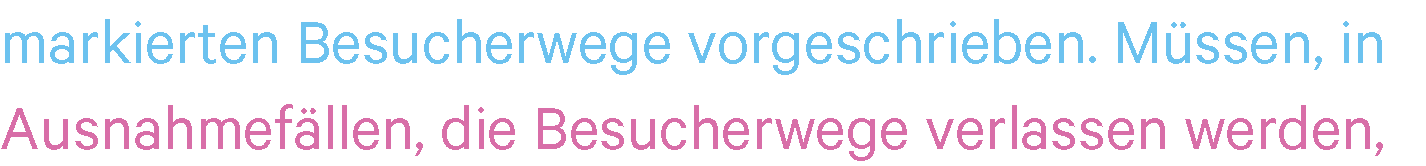 markierten Besucherwege vorgeschrieben. Müssen, in
Ausnahmefällen, die Besucherwege verlassen werden,